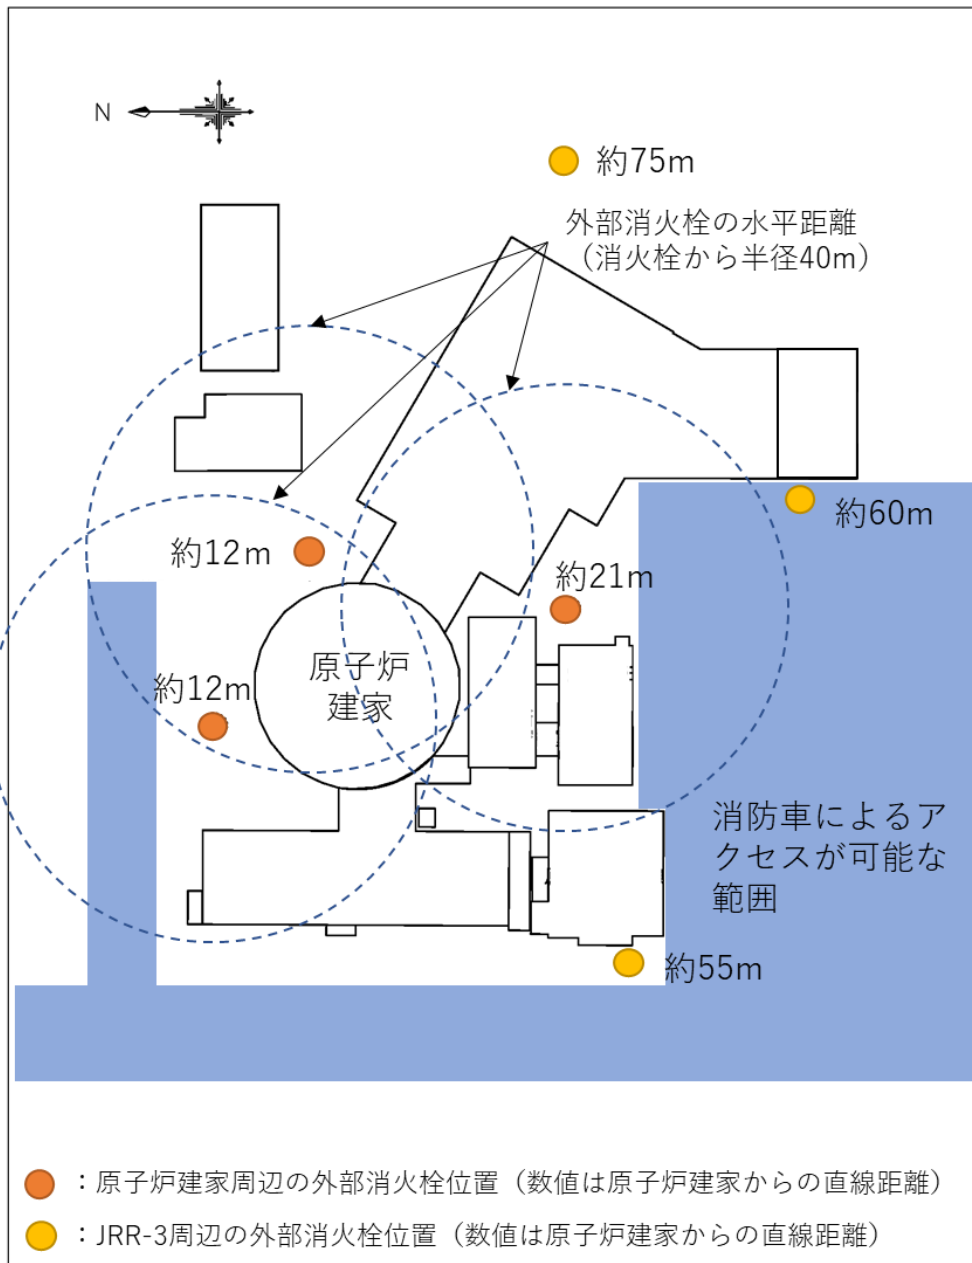 N
約75m
外部消火栓の水平距離
（消火栓から半径40m）
約60m
約12m
約21m
原子炉
建家
約12m
消防車によるア
クセスが可能な
範囲
約55m
：原子炉建家周辺の外部消火栓位置（数値は原子炉建家からの直線距離）
：JRR-3周辺の外部消火栓位置（数値は原子炉建家からの直線距離）